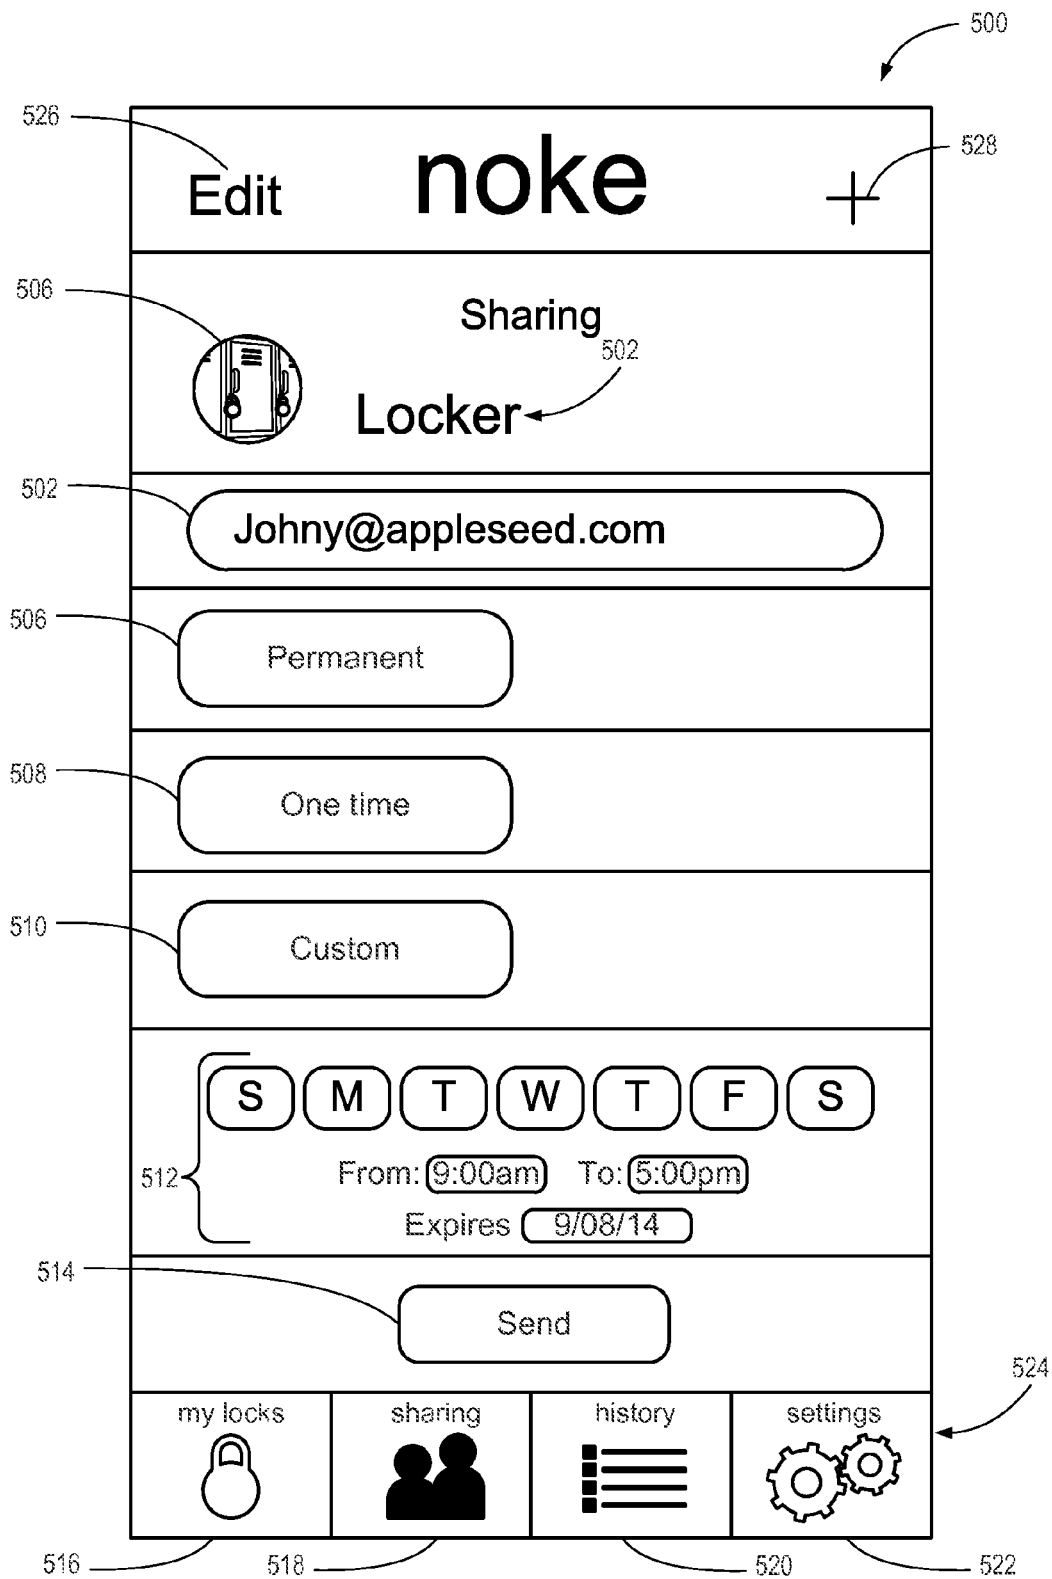 500
526
Edit
noke
528
506
Sharing
502
Locker
502
Johny@appleseed.com
506
Permanent
508
One time
510
Custom
512
S M T W T F S
From: 9:00am To: 5:00pm
Expires 9/08/14
514
Send
524
my locks sharing history settings
516 518 520 522